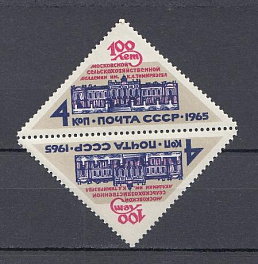 100
лет
МОСКОВСКОЙ
СЕЛЬСКОХОЗЯЙСТВЕННОЙ
АКАДЕМИИ ИМ. К.А. ТИМИРЯЗЕВА
4 КОП · ПОЧТА СССР · 1965
4 КОП · ПОЧТА СССР · 1965
АКАДЕМИИ ИМ. К.А. ТИМИРЯЗЕВА
СЕЛЬСКОХОЗЯЙСТВЕННОЙ
МОСКОВСКОЙ
лет
100